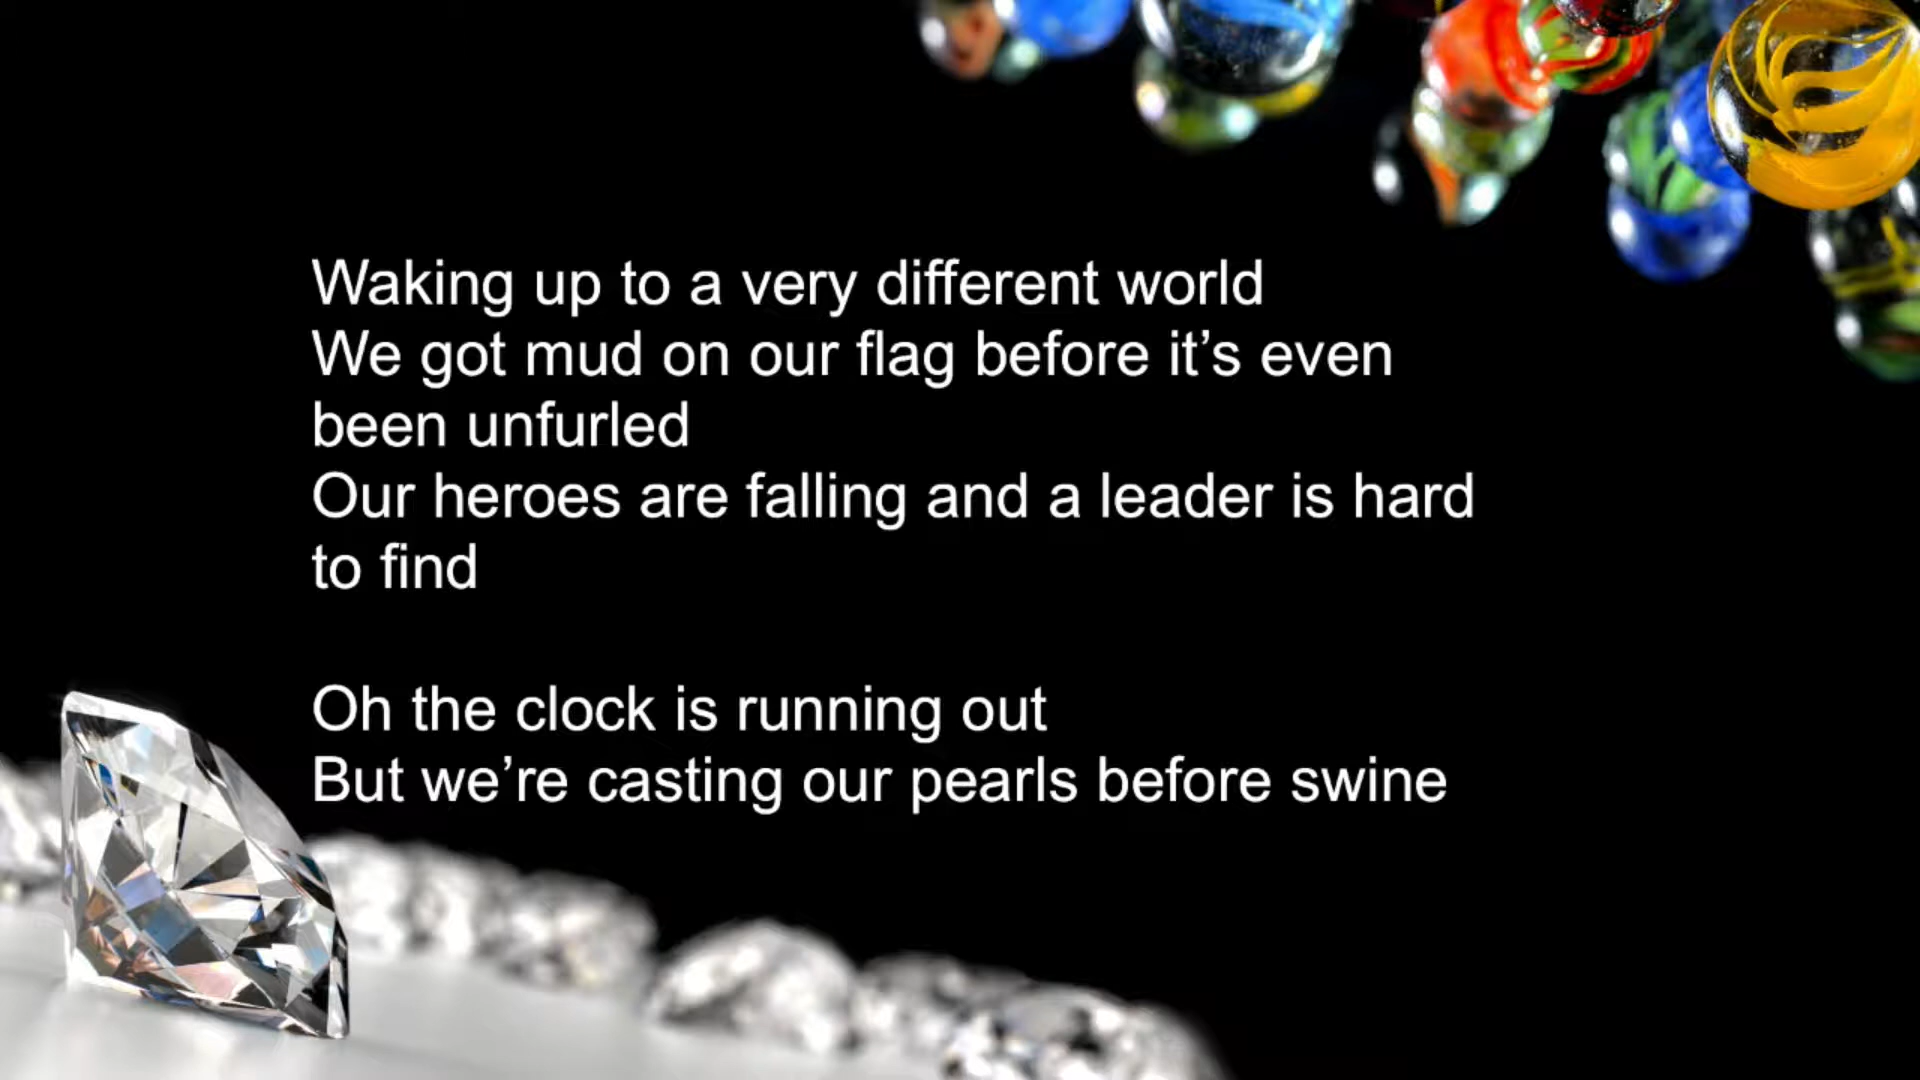 Waking up to a very different world
We got mud on our flag before it’s even
been unfurled
Our heroes are falling and a leader is hard
to find
Oh the clock is running out
But we’re casting our pearls before swine